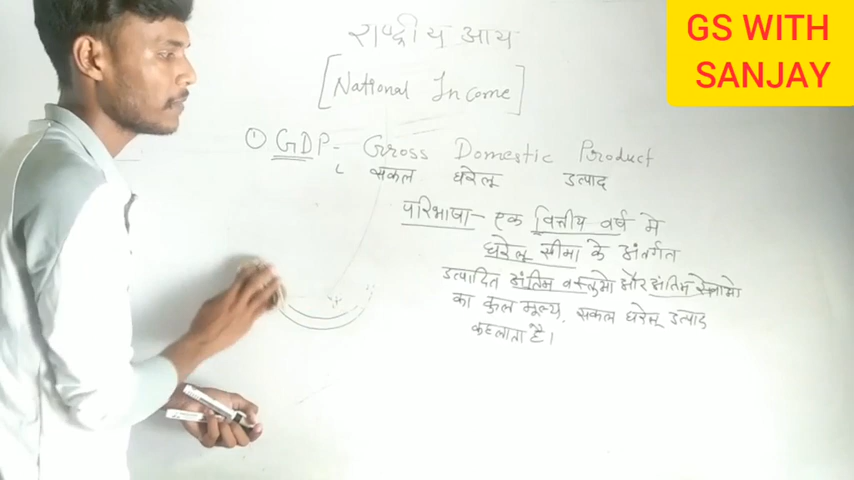 GS WITH
SANJAY
राष्ट्रीय आय
[National Income]
① GDP- Gross Domestic Product
सकल घरेलू उत्पाद
परिभाषा- एक वित्तीय वर्ष मे
घरेलू सीमा के अंतर्गत
उत्पादित अंतिम वस्तुओ और अंतिम सेवाओ
का कुल मूल्य, सकल घरेलू उत्पाद
कहलाता है।